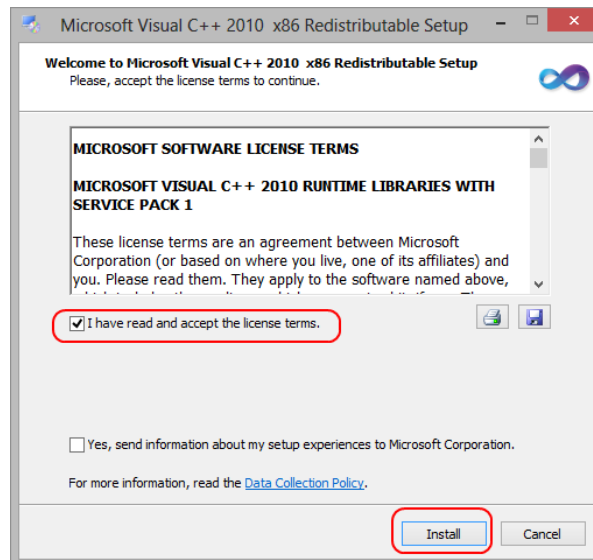 Microsoft Visual C++ 2010  x86 Redistributable Setup
Welcome to Microsoft Visual C++ 2010  x86 Redistributable Setup
Please, accept the license terms to continue.
MICROSOFT SOFTWARE LICENSE TERMS
MICROSOFT VISUAL C++ 2010 RUNTIME LIBRARIES WITH
SERVICE PACK 1
These license terms are an agreement between Microsoft
Corporation (or based on where you live, one of its affiliates) and
you. Please read them. They apply to the software named above,
I have read and accept the license terms.
Yes, send information about my setup experiences to Microsoft Corporation.
For more information, read the Data Collection Policy.
Install
Cancel